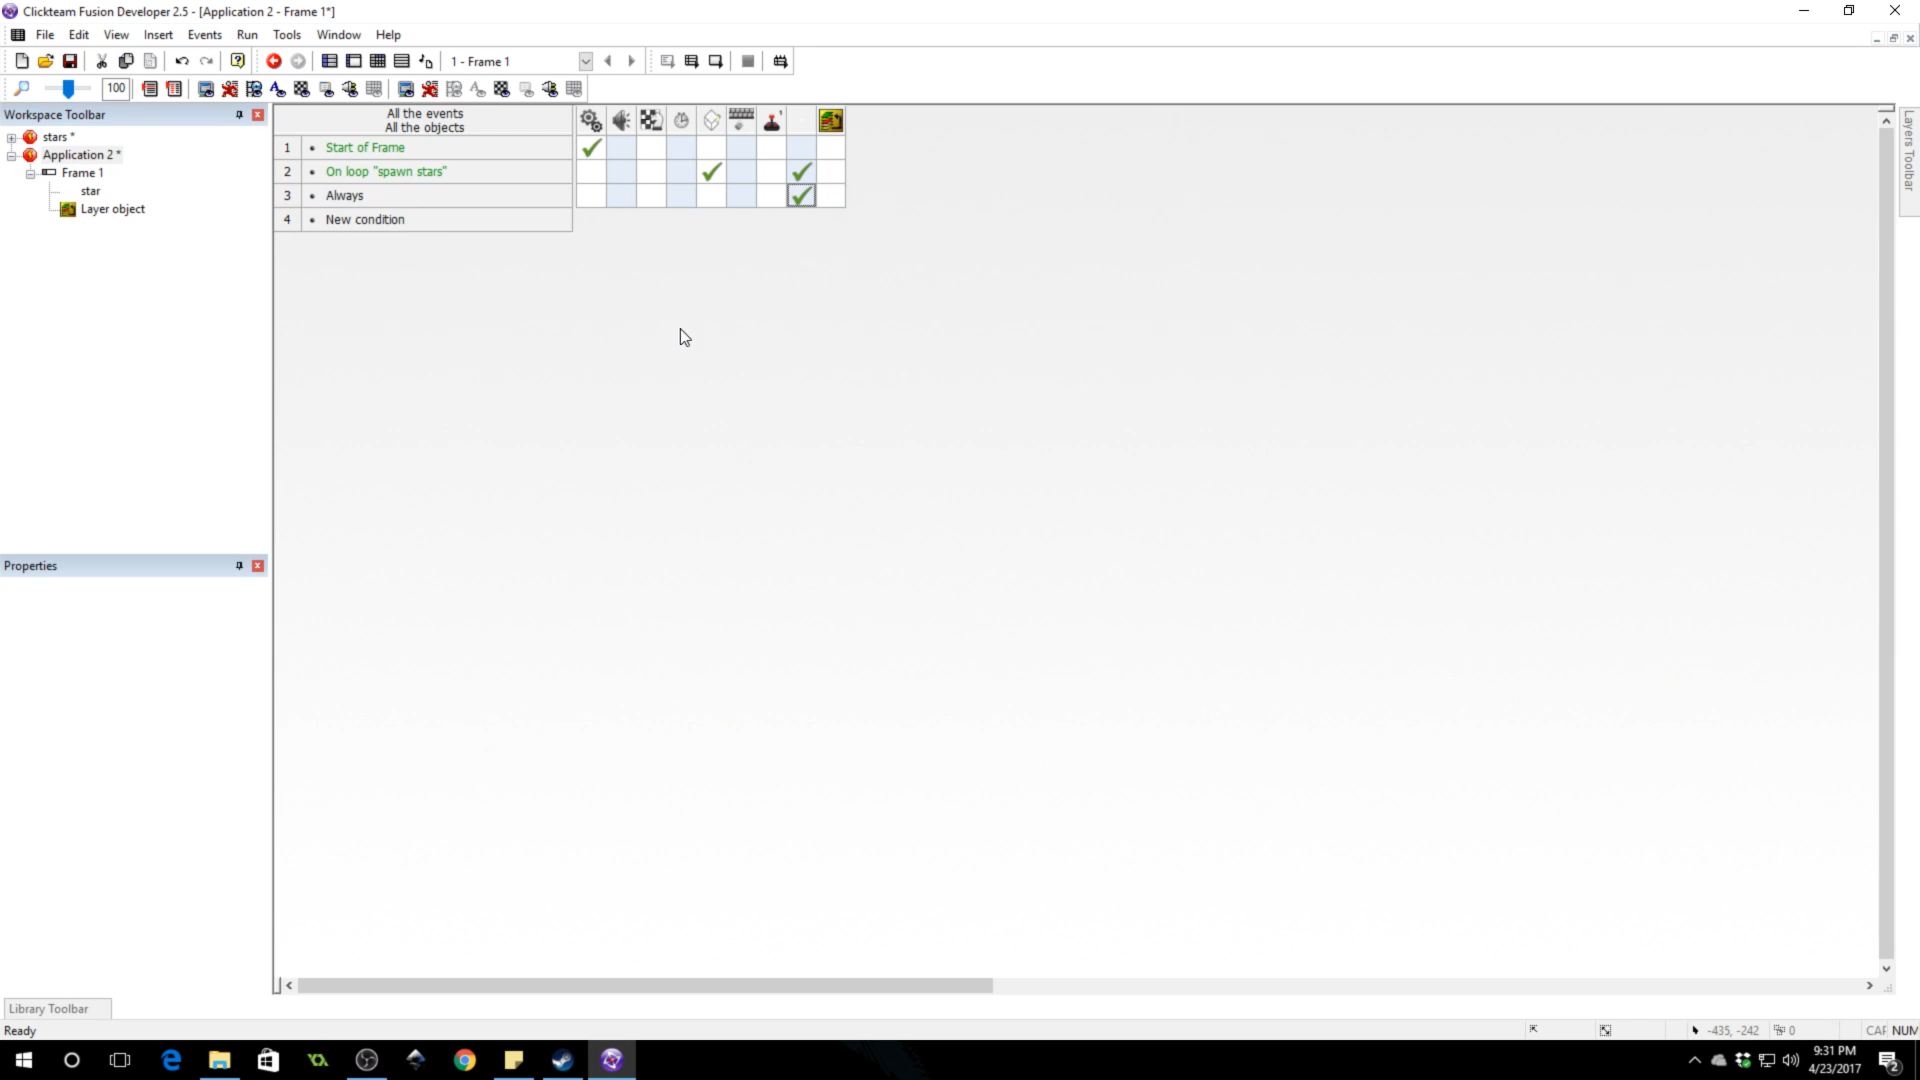 Clickteam Fusion Developer 2.5 - [Application 2 - Frame 1*]
File Edit View Insert Events Run Tools Window Help
1 - Frame 1
100
Workspace Toolbar
stars *
Application 2 *
Frame 1
star
Layer object
All the events
All the objects
1 • Start of Frame
2 • On loop "spawn stars"
3 • Always
4 • New condition
Layers Toolbar
Properties
Library Toolbar
Ready
-435, -242
0
CAP NUM
9:31 PM
4/23/2017
2